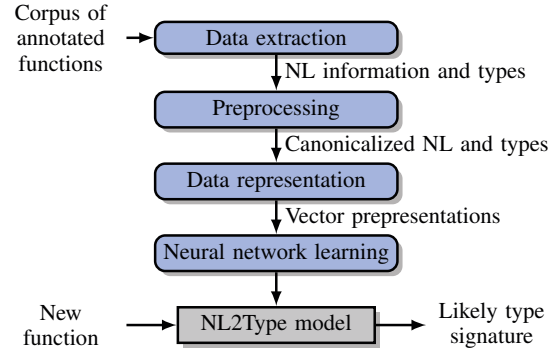 Corpus of
annotated
functions
Data extraction
NL information and types
Preprocessing
Canonicalized NL and types
Data representation
Vector prepresentations
Neural network learning
New
function
NL2Type model
Likely type
signature